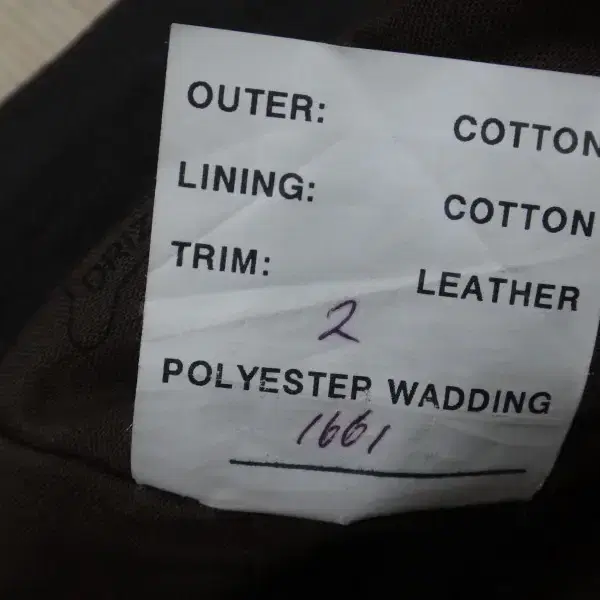 OUTER: COTTON
LINING: COTTON
TRIM: LEATHER
2
POLYESTER WADDING
1661